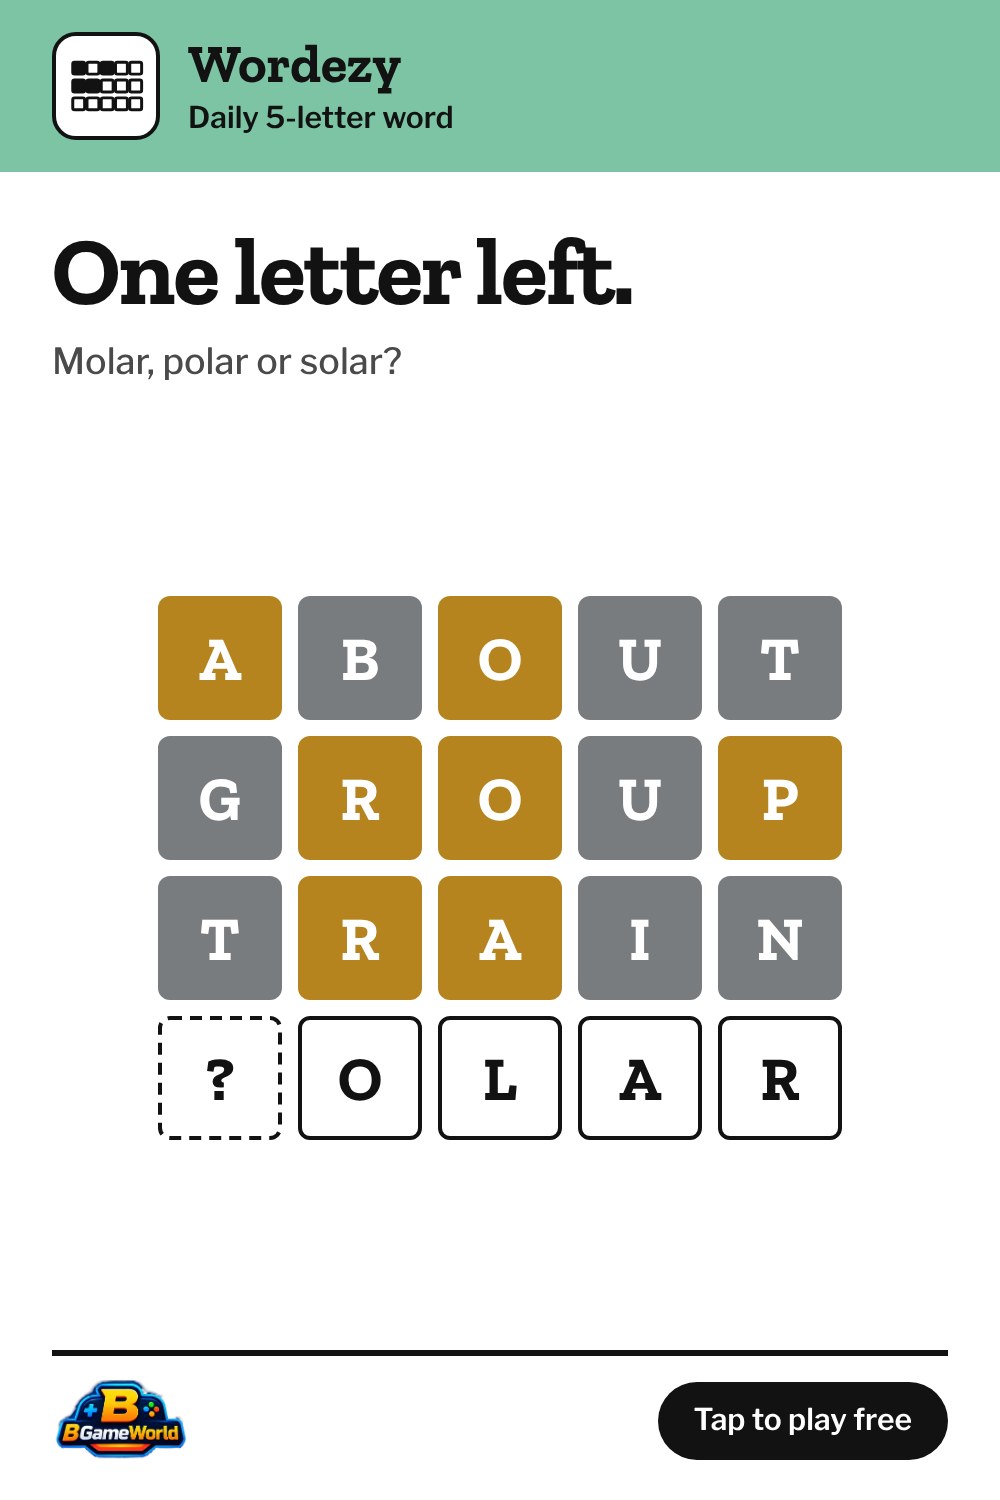 Wordezy
Daily 5-letter word
One letter left.
Molar, polar or solar?
A B O U T
G R O U P
T R A I N
? O L A R
B
BGameWorld
Tap to play free